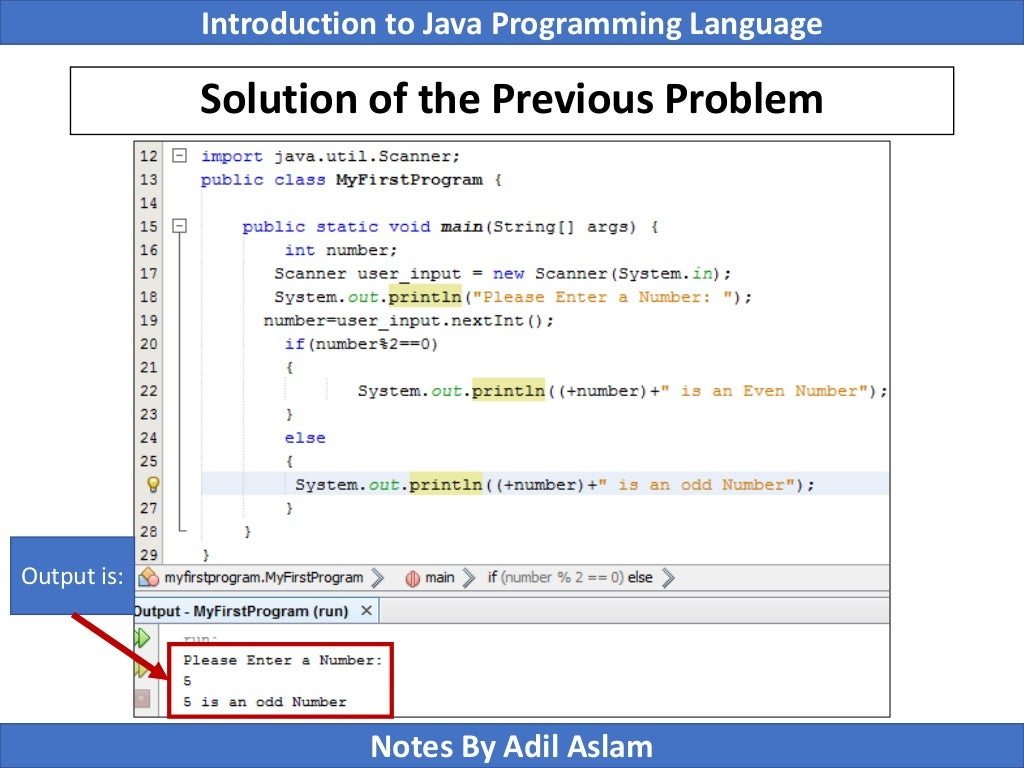 Introduction to Java Programming Language
Solution of the Previous Problem
12 import java.util.Scanner;
13 public class MyFirstProgram {
14
15 public static void main(String[] args) {
16 int number;
17 Scanner user_input = new Scanner(System.in);
18 System.out.println("Please Enter a Number: ");
19 number=user_input.nextInt();
20 if(number%2==0)
21 {
22 System.out.println((+number)+" is an Even Number");
23 }
24 else
25 {
System.out.println((+number)+" is an odd Number");
27 }
28 }
29 }
Output is:
myfirstprogram.MyFirstProgram main if (number % 2 == 0) else
Output - MyFirstProgram (run)
run:
Please Enter a Number:
5
5 is an odd Number
Notes By Adil Aslam